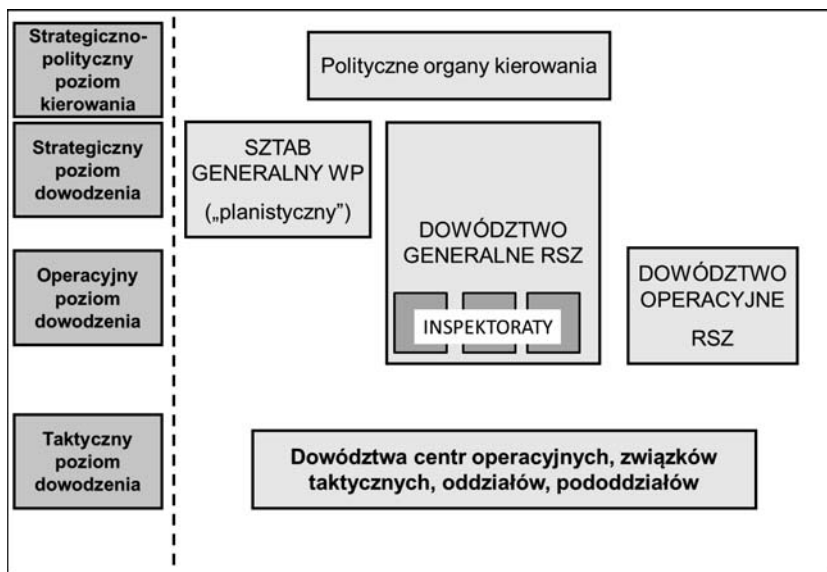 Strategiczno-
polityczny
poziom
kierowania
Polityczne organy kierowania
Strategiczny
poziom
dowodzenia
SZTAB
GENERALNY WP
(„planistyczny”)
DOWÓDZTWO
GENERALNE RSZ
INSPEKTORATY
Operacyjny
poziom
dowodzenia
DOWÓDZTWO
OPERACYJNE
RSZ
Taktyczny
poziom
dowodzenia
Dowództwa centr operacyjnych, związków
taktycznych, oddziałów, pododdziałów